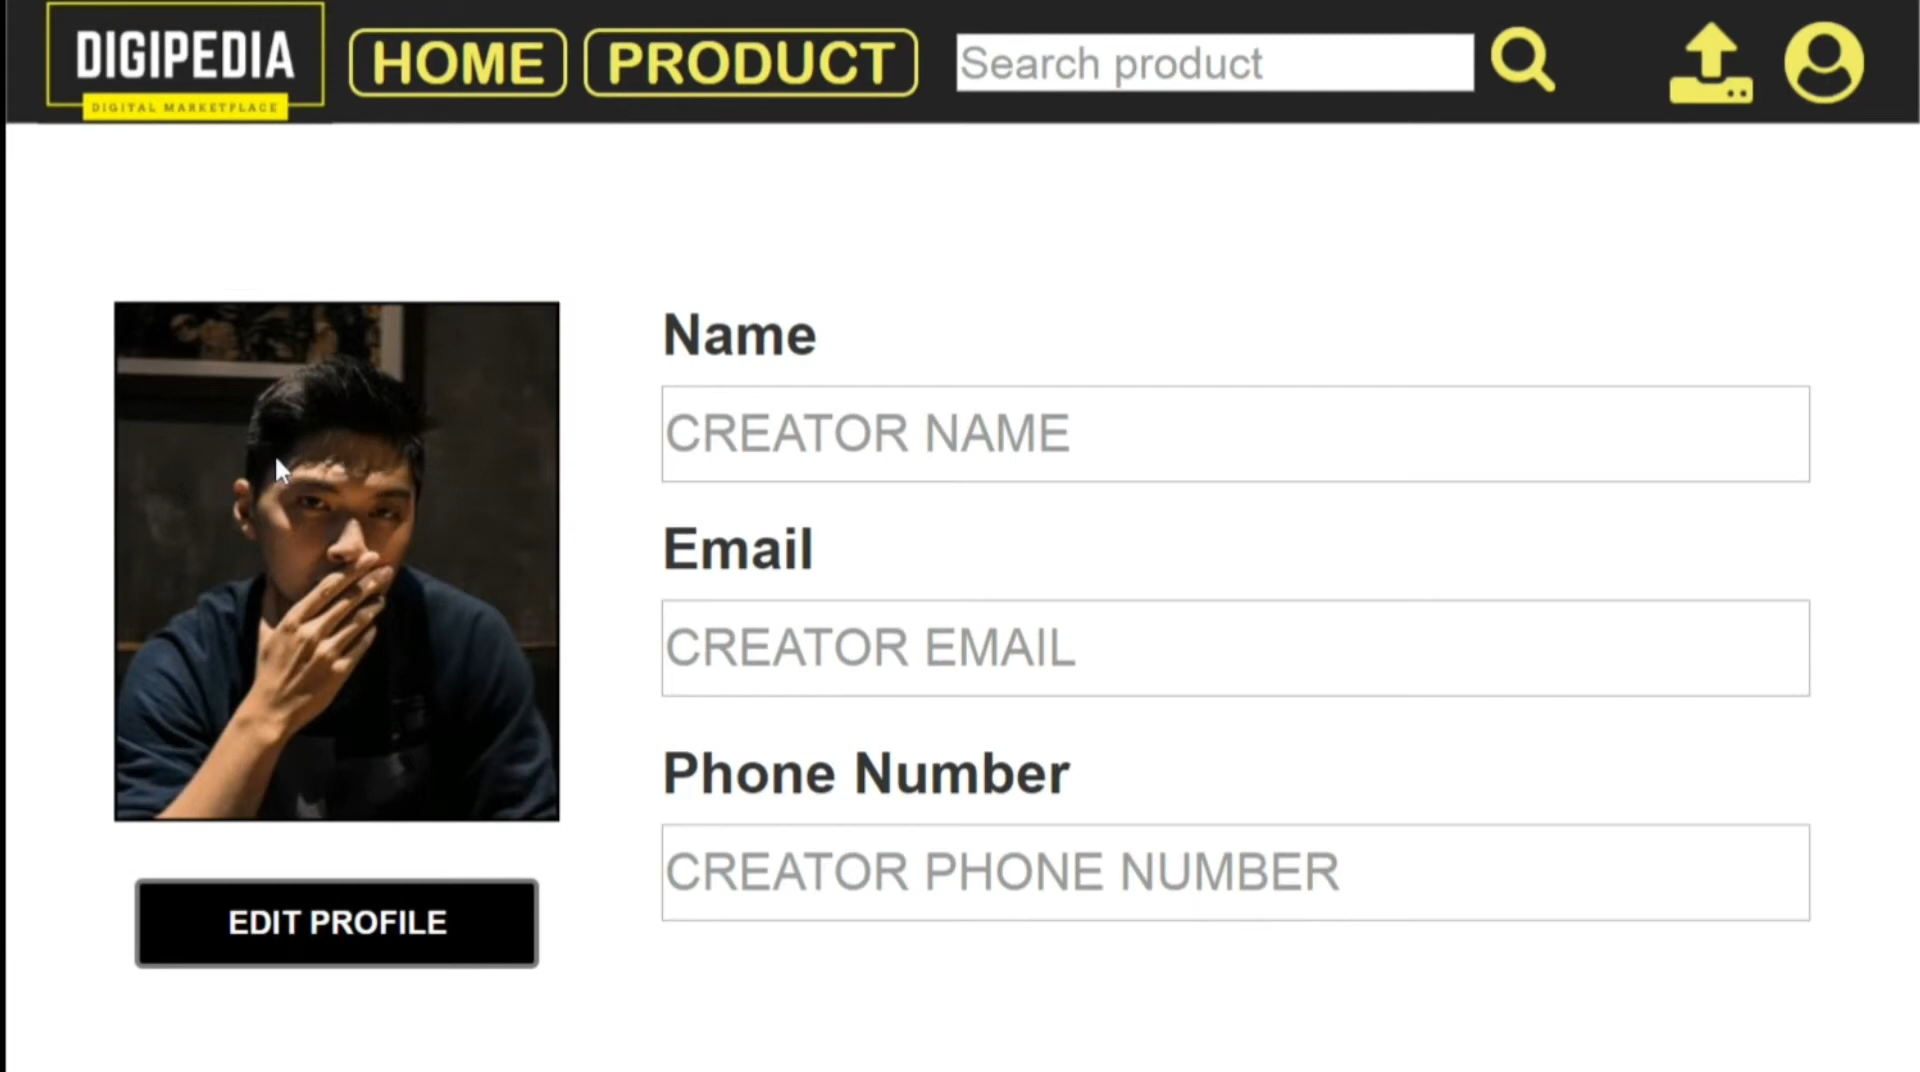 DIGIPEDIA
DIGITAL MARKETPLACE
HOME
PRODUCT
Search product
Name
CREATOR NAME
Email
CREATOR EMAIL
Phone Number
CREATOR PHONE NUMBER
EDIT PROFILE